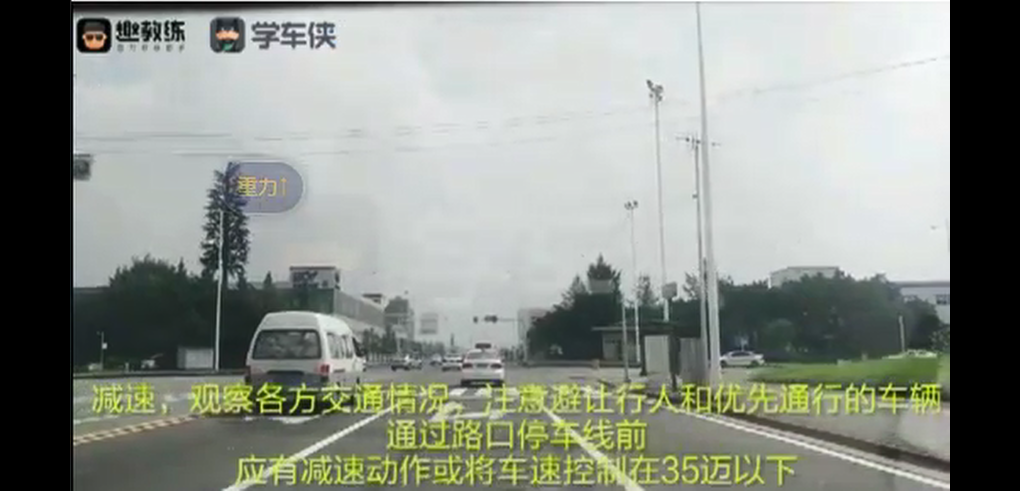 趣教练 学车侠
重力↑
减速，观察各方交通情况，注意避让行人和优先通行的车辆
通过路口停车线前
应有减速动作或将车速控制在35迈以下